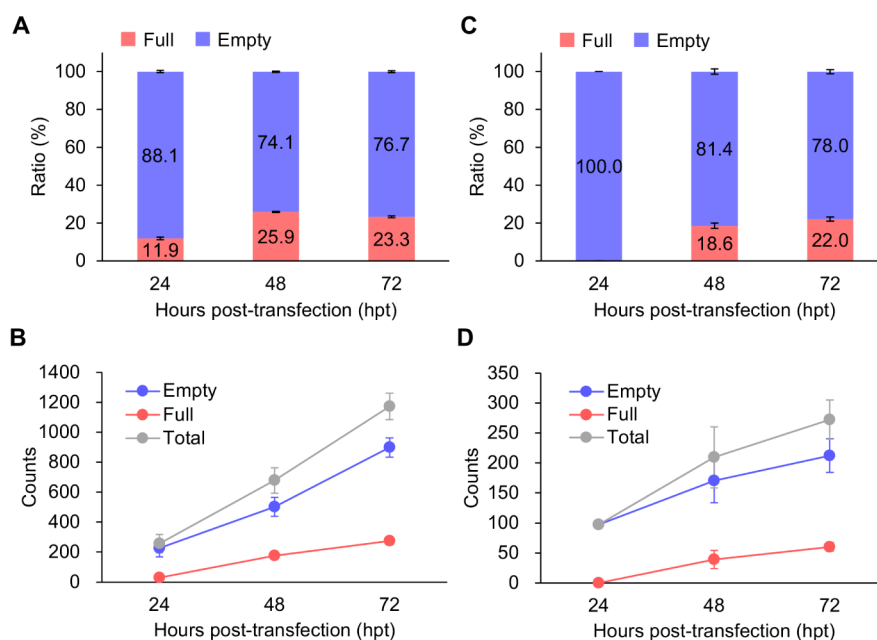 A
Full Empty
Ratio (%)
100
80
60
40
20
0
88.1
74.1
76.7
11.9
25.9
23.3
24 48 72
Hours post-transfection (hpt)
C
Full Empty
Ratio (%)
100
80
60
40
20
0
100.0
81.4
78.0
18.6
22.0
24 48 72
Hours post-transfection (hpt)
B
Counts
1400
1200
1000
800
600
400
200
0
Empty
Full
Total
24 48 72
Hours post-transfection (hpt)
D
Counts
350
300
250
200
150
100
50
0
Empty
Full
Total
24 48 72
Hours post-transfection (hpt)